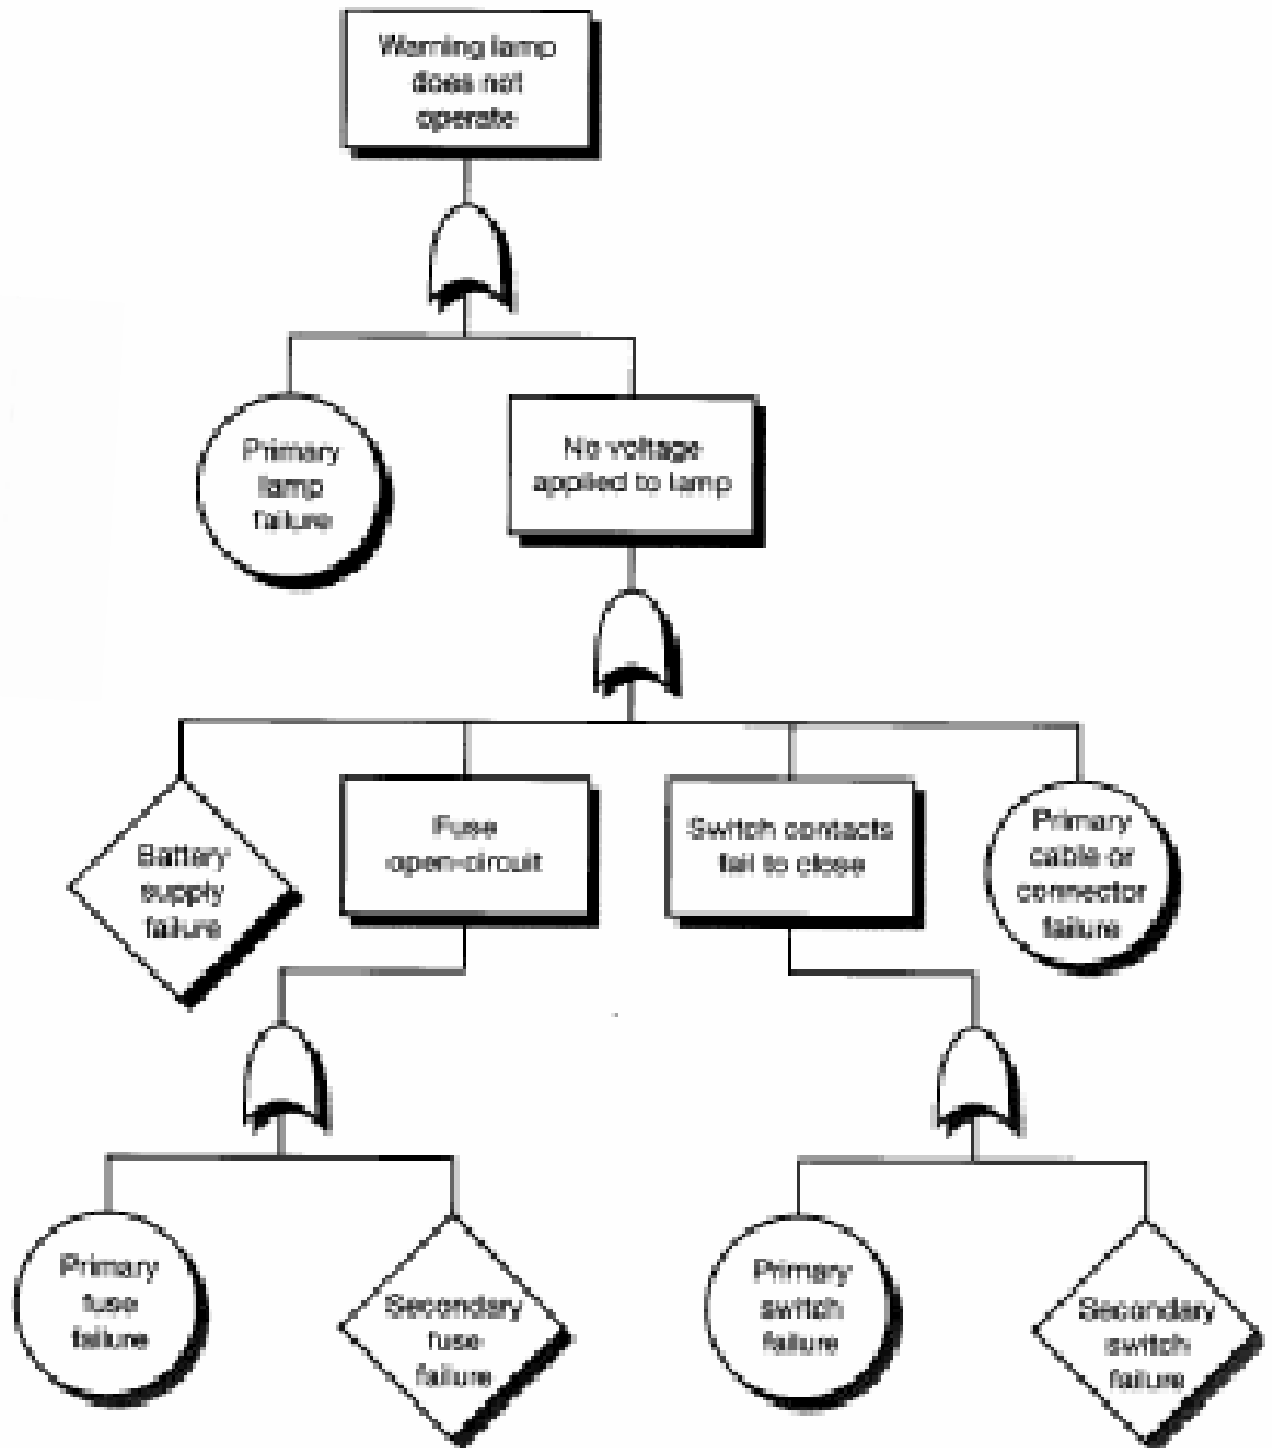 Warning lamp
does not
operate
Primary
lamp
failure
No voltage
applied to lamp
Battery
supply
failure
Fuse
open-circuit
Switch contacts
fail to close
Primary
cable or
connector
failure
Primary
fuse
failure
Secondary
fuse
failure
Primary
switch
failure
Secondary
switch
failure